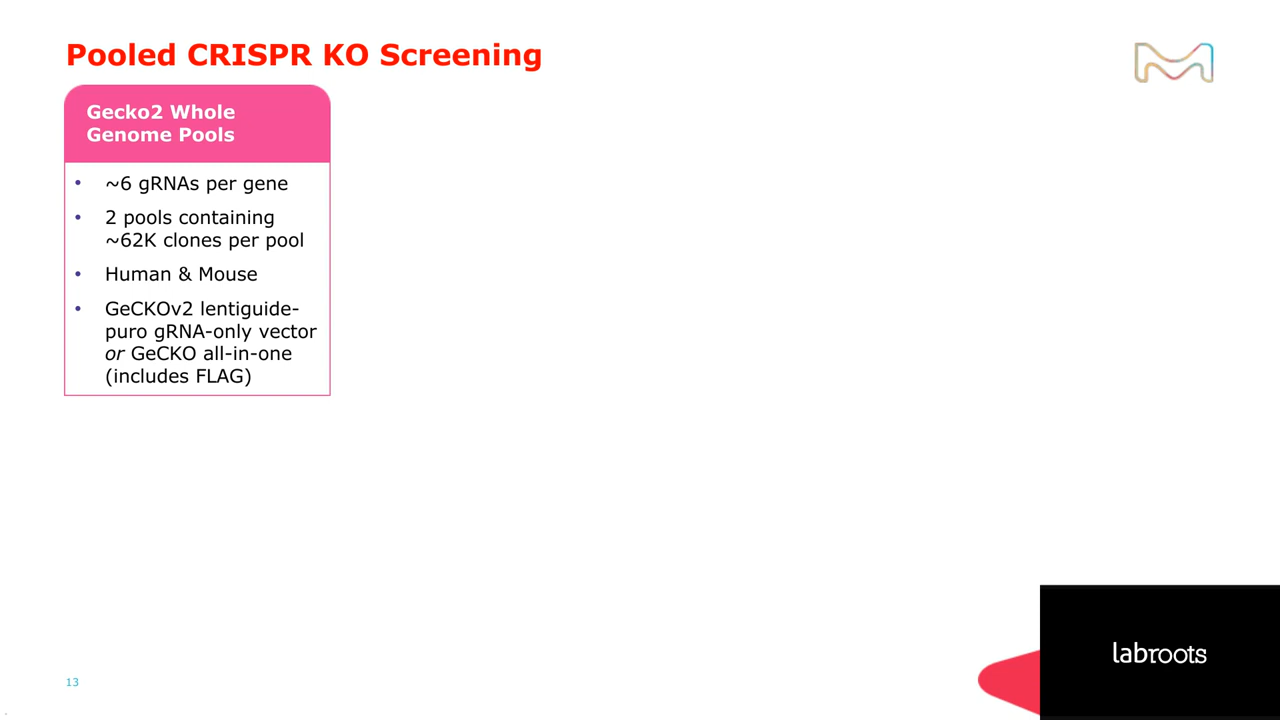 Pooled CRISPR KO Screening
Gecko2 Whole
Genome Pools
• ~6 gRNAs per gene
• 2 pools containing
~62K clones per pool
• Human & Mouse
• GeCKOv2 lentiguide-
puro gRNA-only vector
or GeCKO all-in-one
(includes FLAG)
labroots
13